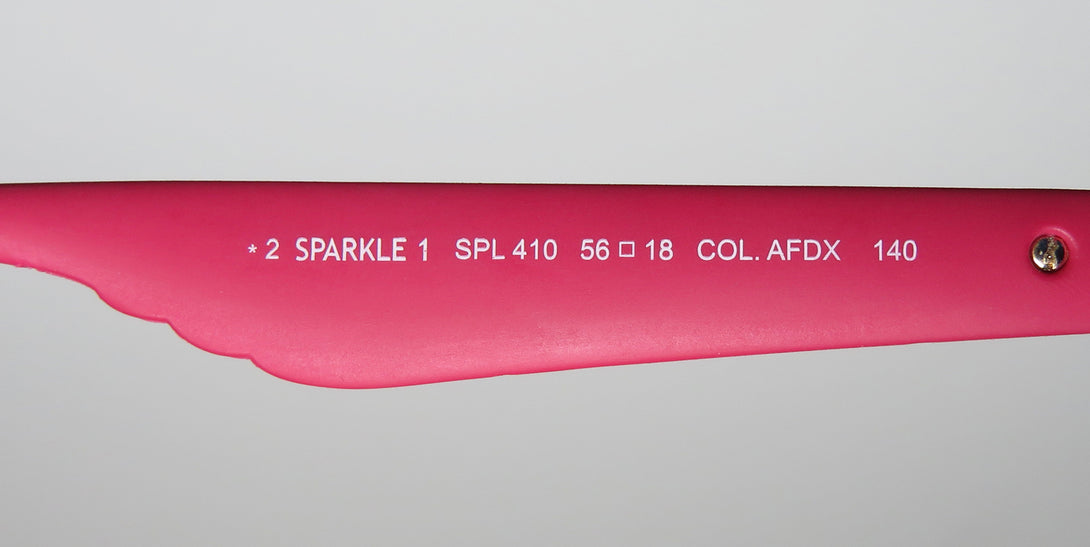 * 2 SPARKLE 1 SPL 410 56 □ 18 COL. AFDX 140